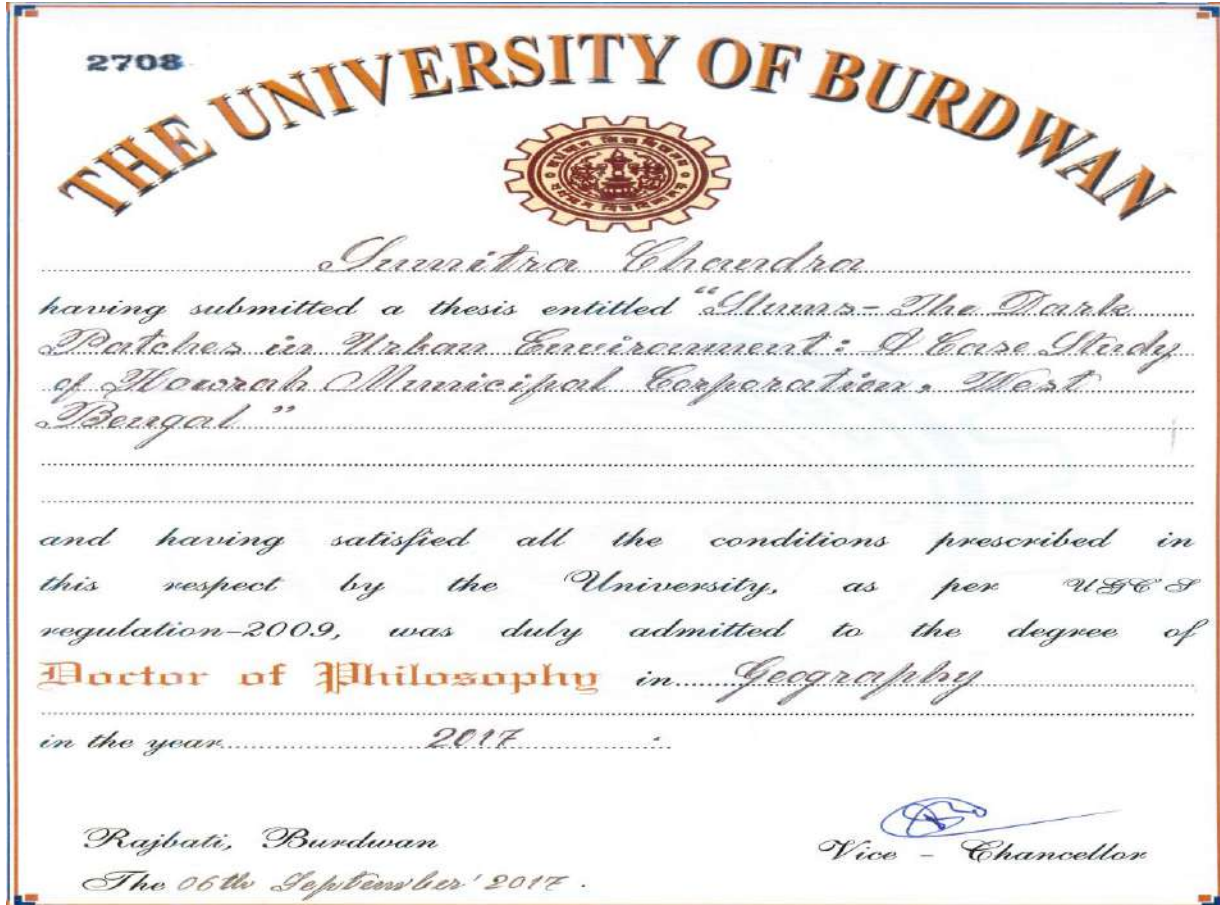 2708
THE UNIVERSITY OF BURDWAN
Sumitra Chandra
having submitted a thesis entitled "Slums - The Dark
Patches in Urban Environment : A Case Study
of Howrah Municipal Corporation, West
Bengal"
and having satisfied all the conditions prescribed in
this respect by the University, as per UGC'S
regulation-2009, was duly admitted to the degree of
Doctor of Philosophy in Geography
in the year 2017 .
Rajbati, Burdwan
Vice - Chancellor
The 06th September' 2017 .